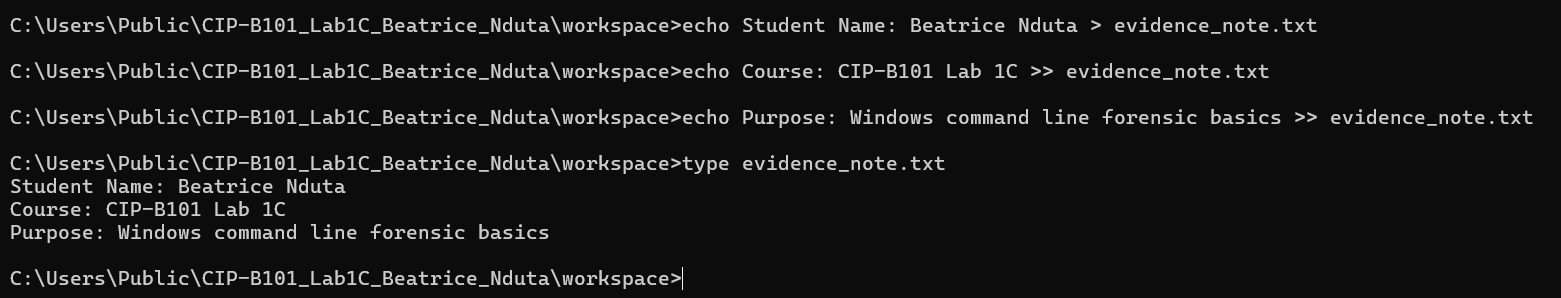 C:\Users\Public\CIP-B101_Lab1C_Beatrice_Nduta\workspace>echo Student Name: Beatrice Nduta > evidence_note.txt
C:\Users\Public\CIP-B101_Lab1C_Beatrice_Nduta\workspace>echo Course: CIP-B101 Lab 1C >> evidence_note.txt
C:\Users\Public\CIP-B101_Lab1C_Beatrice_Nduta\workspace>echo Purpose: Windows command line forensic basics >> evidence_note.txt
C:\Users\Public\CIP-B101_Lab1C_Beatrice_Nduta\workspace>type evidence_note.txt
Student Name: Beatrice Nduta
Course: CIP-B101 Lab 1C
Purpose: Windows command line forensic basics
C:\Users\Public\CIP-B101_Lab1C_Beatrice_Nduta\workspace>